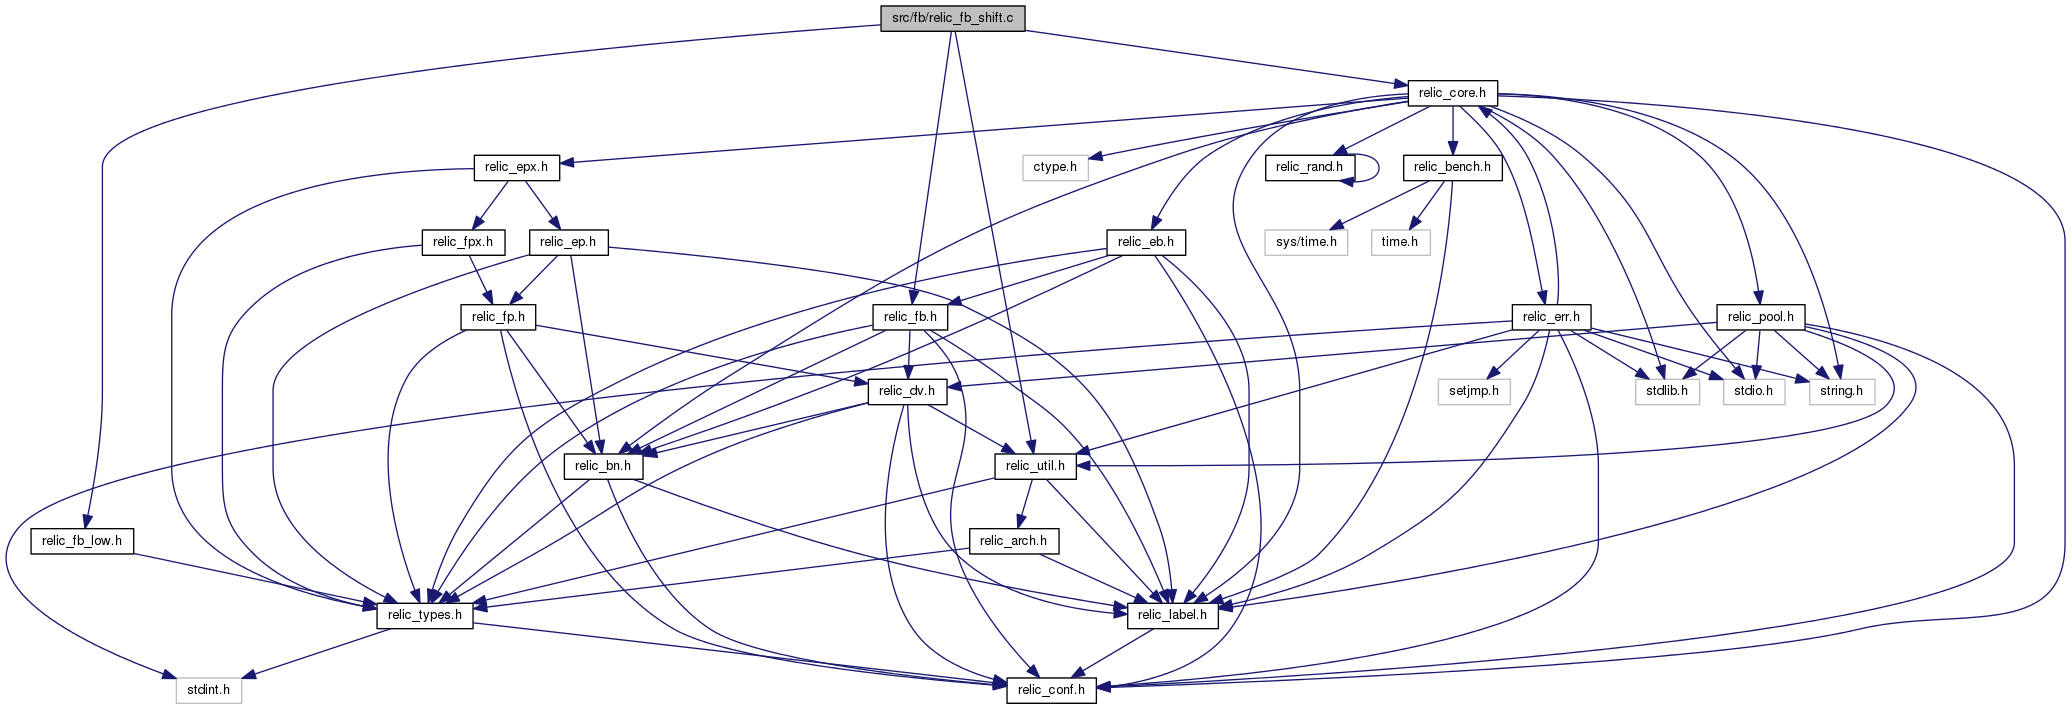 src/fb/relic_fb_shift.c
relic_core.h
relic_epx.h
ctype.h
relic_rand.h
relic_bench.h
relic_fpx.h
relic_ep.h
relic_eb.h
sys/time.h
time.h
relic_fp.h
relic_fb.h
relic_err.h
relic_pool.h
relic_dv.h
setjmp.h
stdlib.h
stdio.h
string.h
relic_bn.h
relic_util.h
relic_fb_low.h
relic_arch.h
relic_types.h
relic_label.h
stdint.h
relic_conf.h